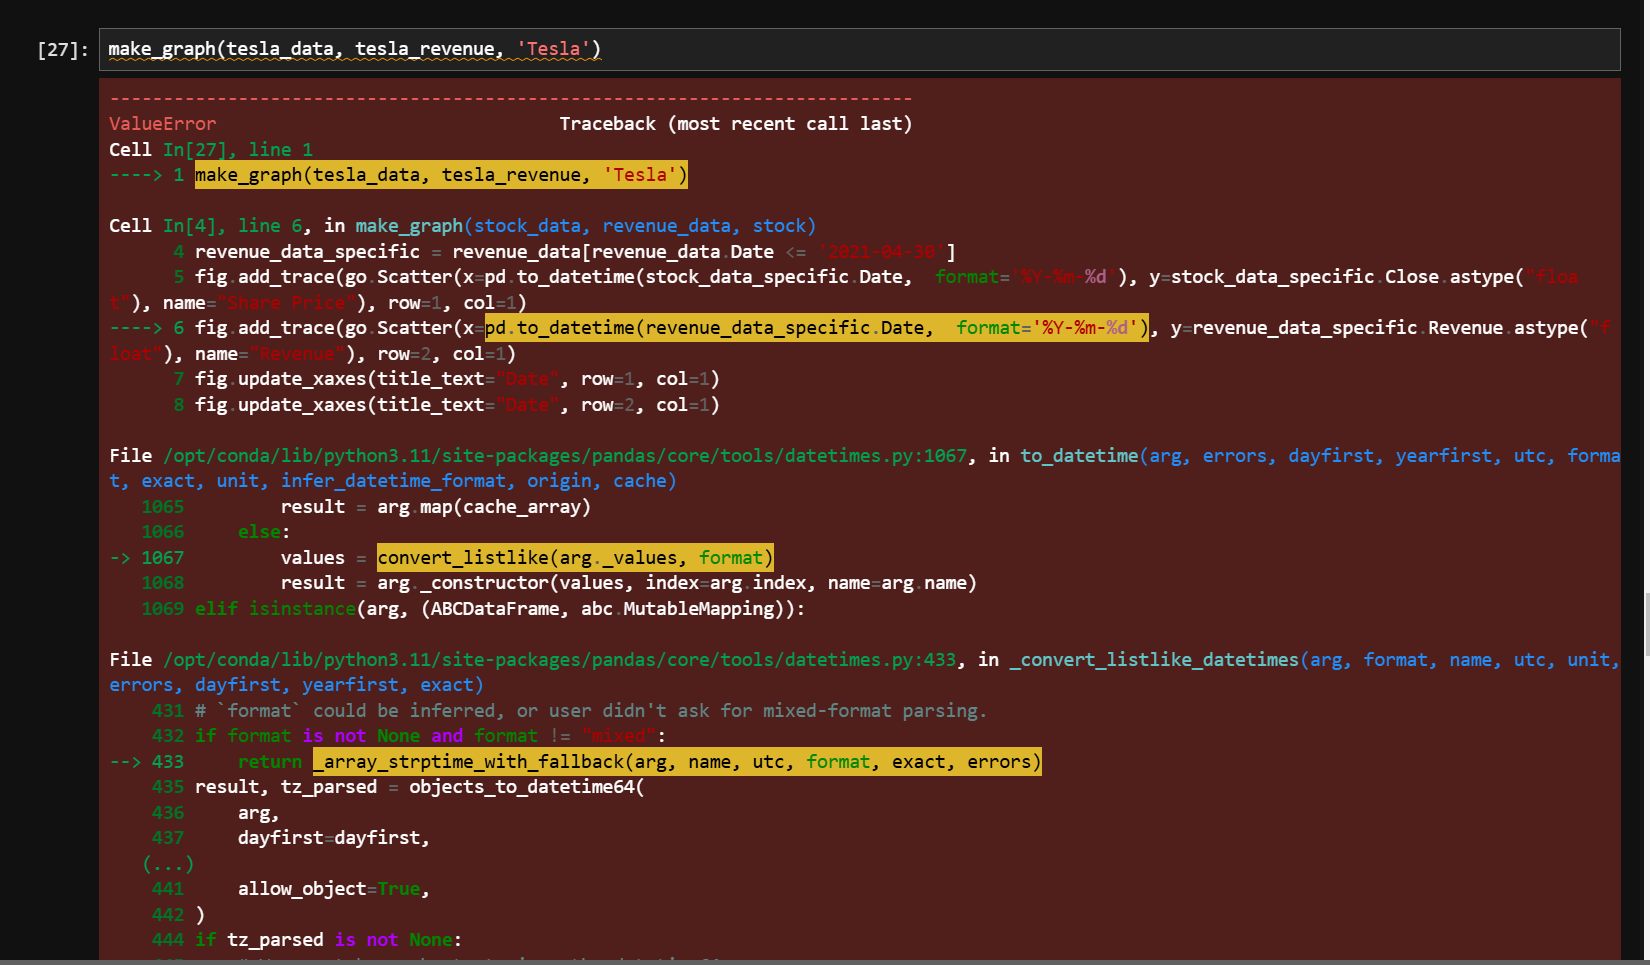 [27]: make_graph(tesla_data, tesla_revenue, 'Tesla')
---------------------------------------------------------------------------
ValueError                                Traceback (most recent call last)
Cell In[27], line 1
----> 1 make_graph(tesla_data, tesla_revenue, 'Tesla')
Cell In[4], line 6, in make_graph(stock_data, revenue_data, stock)
      4 revenue_data_specific = revenue_data[revenue_data.Date <= '2021-04-30']
      5 fig.add_trace(go.Scatter(x=pd.to_datetime(stock_data_specific.Date,  format='%Y-%m-%d'), y=stock_data_specific.Close.astype("floa
t"), name="Share Price"), row=1, col=1)
----> 6 fig.add_trace(go.Scatter(x=pd.to_datetime(revenue_data_specific.Date,  format='%Y-%m-%d'), y=revenue_data_specific.Revenue.astype("f
loat"), name="Revenue"), row=2, col=1)
      7 fig.update_xaxes(title_text="Date", row=1, col=1)
      8 fig.update_xaxes(title_text="Date", row=2, col=1)
File /opt/conda/lib/python3.11/site-packages/pandas/core/tools/datetimes.py:1067, in to_datetime(arg, errors, dayfirst, yearfirst, utc, forma
t, exact, unit, infer_datetime_format, origin, cache)
   1065         result = arg.map(cache_array)
   1066     else:
-> 1067         values = convert_listlike(arg._values, format)
   1068         result = arg._constructor(values, index=arg.index, name=arg.name)
   1069 elif isinstance(arg, (ABCDataFrame, abc.MutableMapping)):
File /opt/conda/lib/python3.11/site-packages/pandas/core/tools/datetimes.py:433, in _convert_listlike_datetimes(arg, format, name, utc, unit,
errors, dayfirst, yearfirst, exact)
    431 # `format` could be inferred, or user didn't ask for mixed-format parsing.
    432 if format is not None and format != "mixed":
--> 433     return _array_strptime_with_fallback(arg, name, utc, format, exact, errors)
    435 result, tz_parsed = objects_to_datetime64(
    436     arg,
    437     dayfirst=dayfirst,
   (...)
    441     allow_object=True,
    442 )
    444 if tz_parsed is not None: